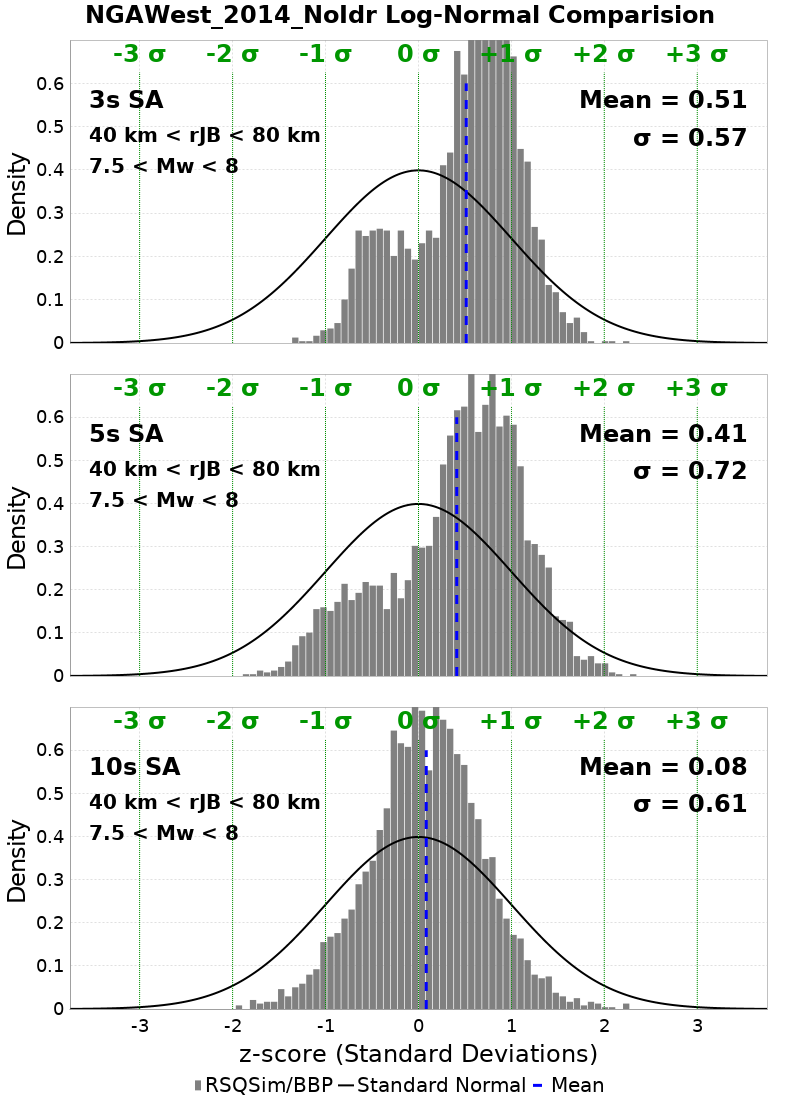 NGAWest_2014_NoIdr Log-Normal Comparision
-3 σ -2 σ -1 σ 0 σ +1 σ +2 σ +3 σ
3s SA Mean = 0.51
40 km < rJB < 80 km σ = 0.57
7.5 < Mw < 8
0.6
0.5
0.4
0.3
0.2
0.1
0
Density
-3 σ -2 σ -1 σ 0 σ +1 σ +2 σ +3 σ
5s SA Mean = 0.41
40 km < rJB < 80 km σ = 0.72
7.5 < Mw < 8
0.6
0.5
0.4
0.3
0.2
0.1
0
Density
-3 σ -2 σ -1 σ 0 σ +1 σ +2 σ +3 σ
10s SA Mean = 0.08
40 km < rJB < 80 km σ = 0.61
7.5 < Mw < 8
0.6
0.5
0.4
0.3
0.2
0.1
0
Density
-3 -2 -1 0 1 2 3
z-score (Standard Deviations)
RSQSim/BBP Standard Normal Mean